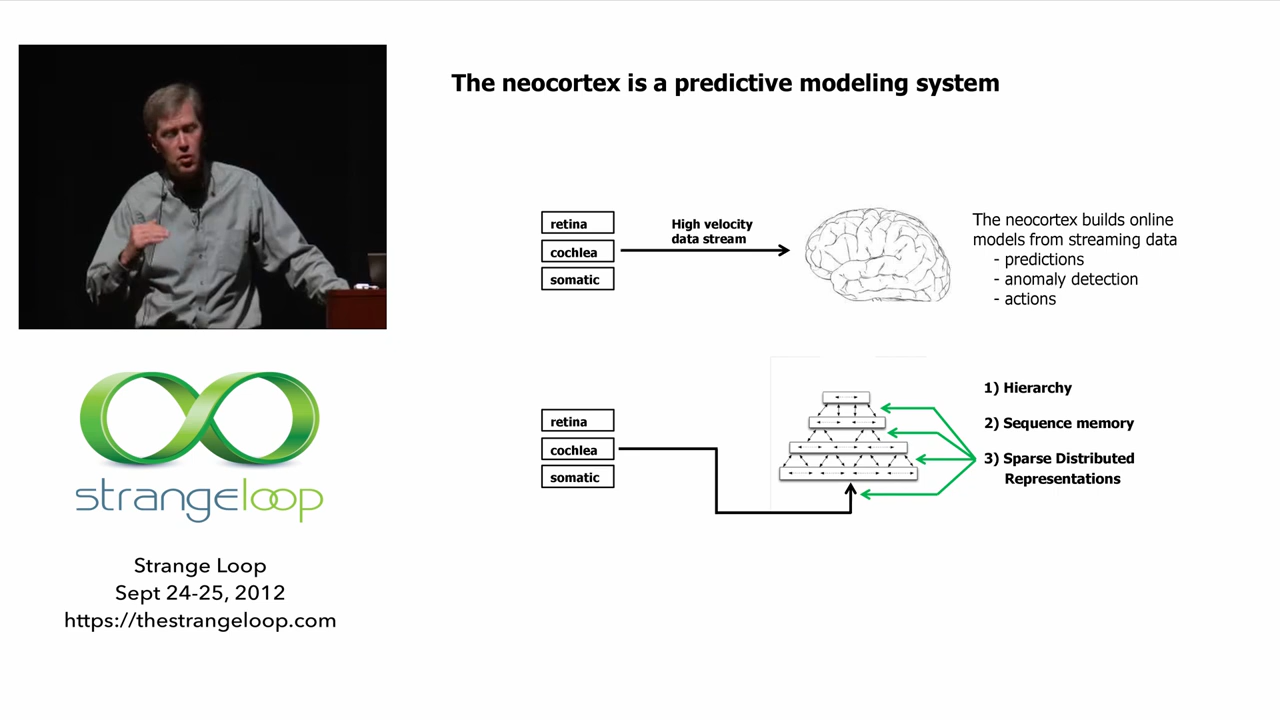 The neocortex is a predictive modeling system
retina
cochlea
somatic
High velocity
data stream
The neocortex builds online
models from streaming data
- predictions
- anomaly detection
- actions
retina
cochlea
somatic
1) Hierarchy
2) Sequence memory
3) Sparse Distributed
Representations
strangeloop
Strange Loop
Sept 24-25, 2012
https://thestrangeloop.com